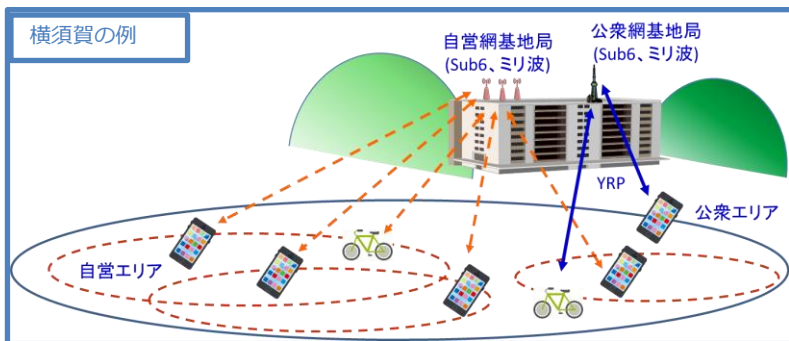 横須賀の例
自営網基地局
(Sub6、ミリ波)
公衆網基地局
(Sub6、ミリ波)
YRP
公衆エリア
自営エリア